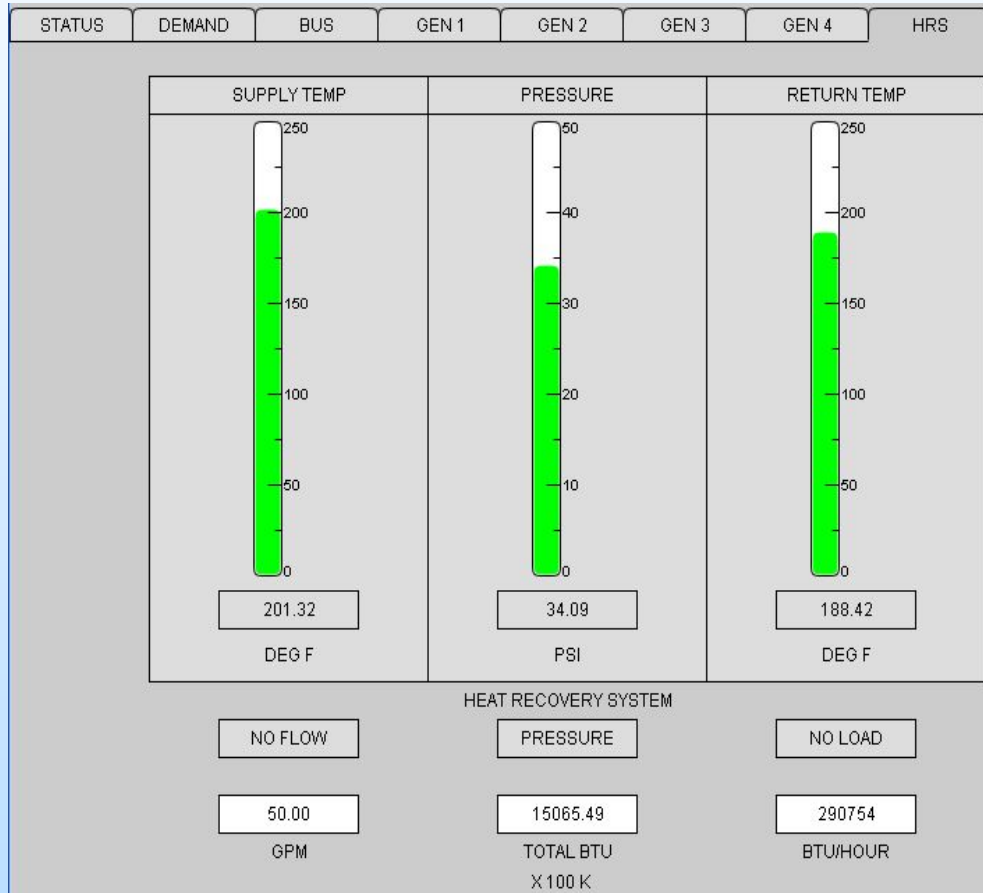 STATUS DEMAND BUS GEN 1 GEN 2 GEN 3 GEN 4 HRS
SUPPLY TEMP PRESSURE RETURN TEMP
250 50 250
200 40 200
150 30 150
100 20 100
50 10 50
0 0 0
201.32 34.09 188.42
DEG F PSI DEG F
HEAT RECOVERY SYSTEM
NO FLOW PRESSURE NO LOAD
50.00 15065.49 290754
GPM TOTAL BTU BTU/HOUR
X 100 K